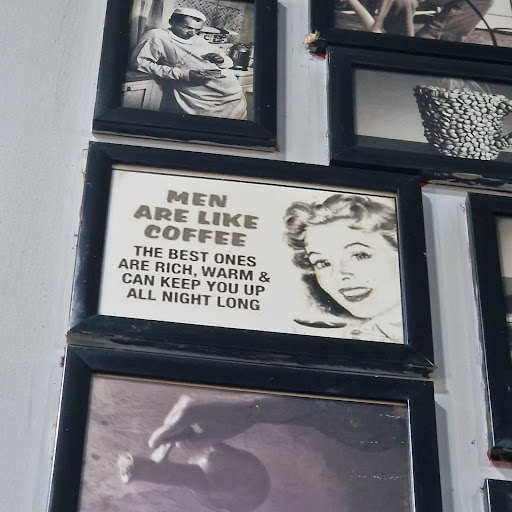 MEN
ARE LIKE
COFFEE
THE BEST ONES
ARE RICH, WARM &
CAN KEEP YOU UP
ALL NIGHT LONG